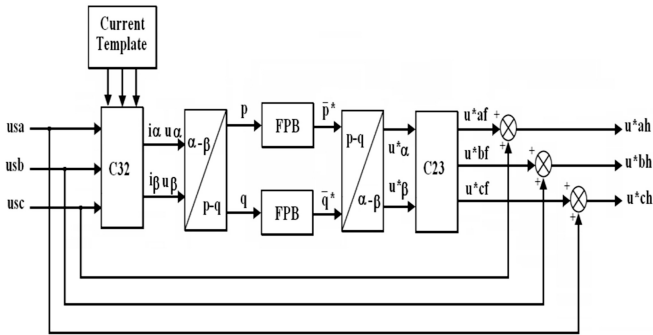 Current
Template
usa
usb
usc
C32
iα uα
iβ uβ
α-β
p-q
p
q
FPB
FPB
p̅*
q̅*
p-q
α-β
u*α
u*β
C23
u*af
u*bf
u*cf
+
+
+
+
+
+
u*ah
u*bh
u*ch